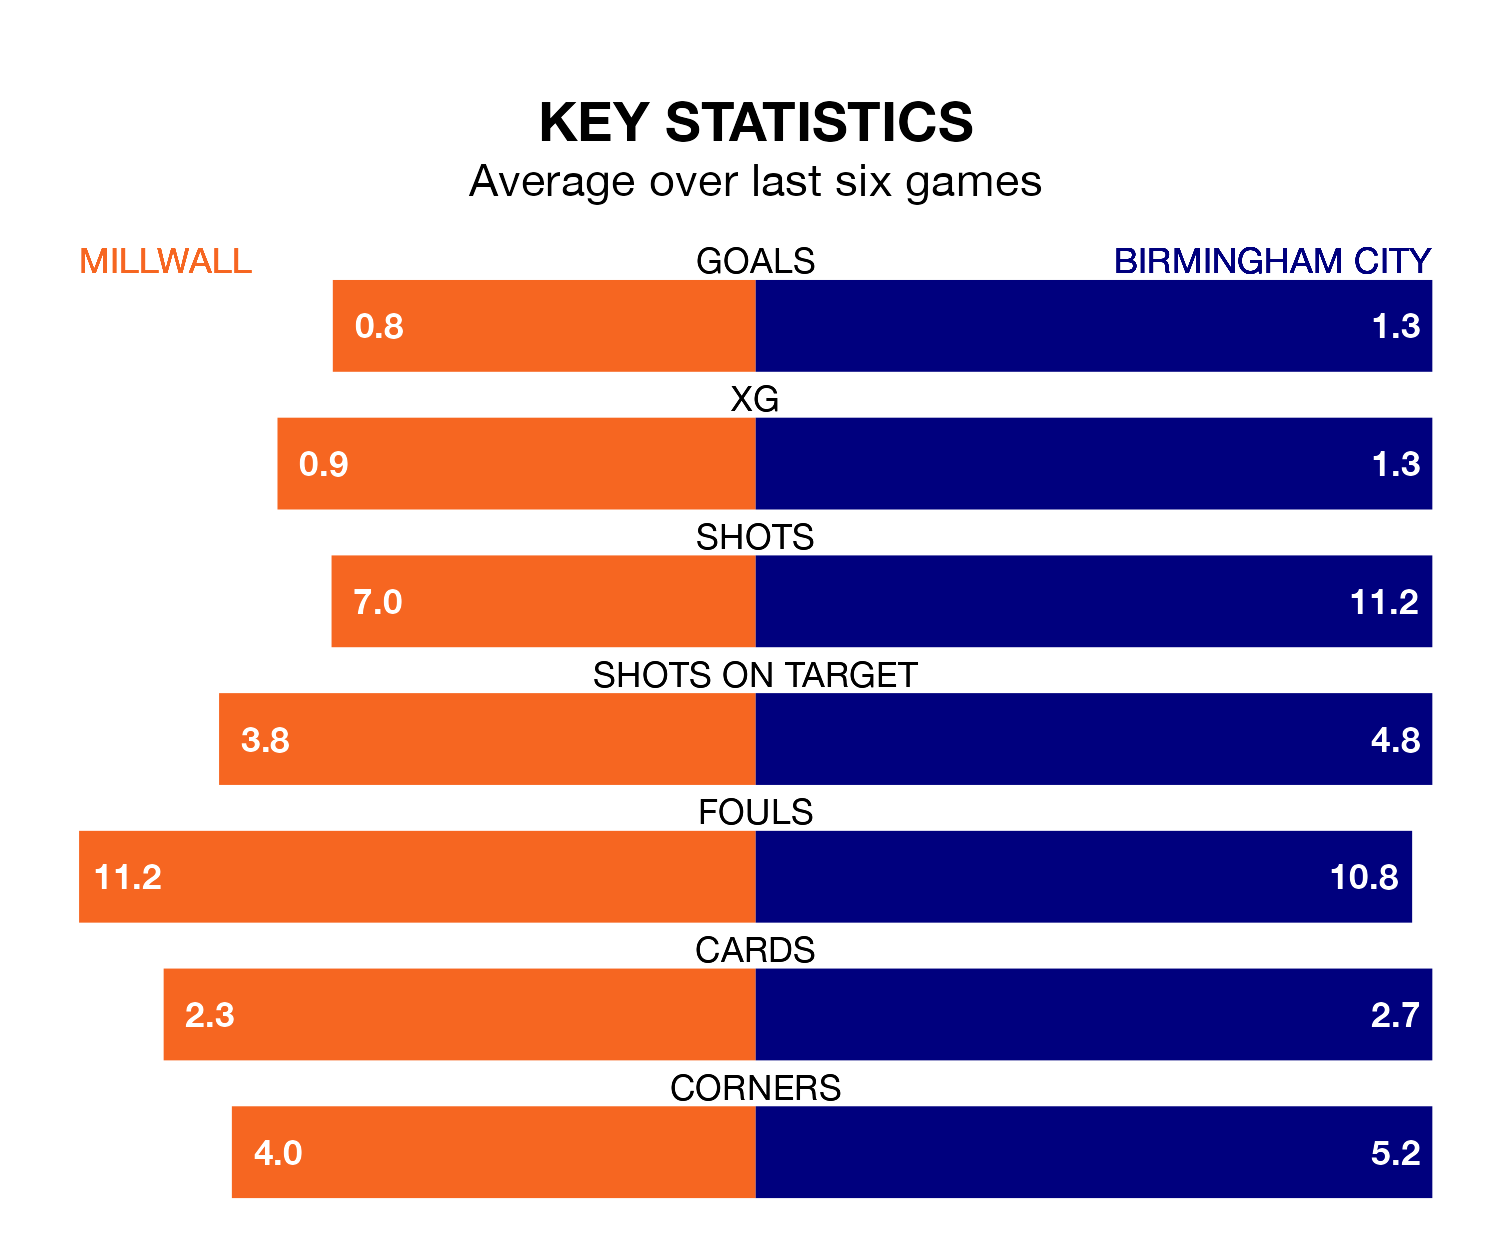 KEY STATISTICS
Average over last six games
MILLWALL GOALS BIRMINGHAM CITY
0.8 1.3
XG
0.9 1.3
SHOTS
7.0 11.2
SHOTS ON TARGET
3.8 4.8
FOULS
11.2 10.8
CARDS
2.3 2.7
CORNERS
4.0 5.2